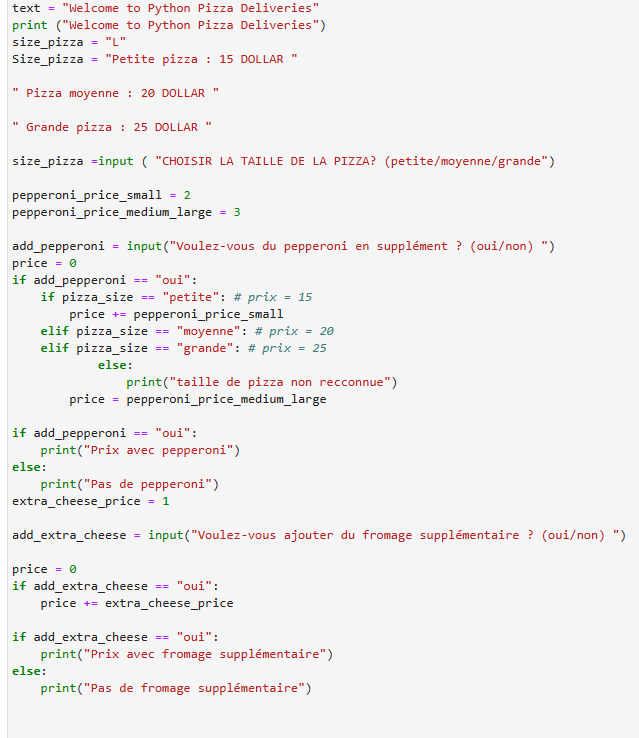 text = "Welcome to Python Pizza Deliveries"
print ("Welcome to Python Pizza Deliveries")
size_pizza = "L"
Size_pizza = "Petite pizza : 15 DOLLAR "
" Pizza moyenne : 20 DOLLAR "
" Grande pizza : 25 DOLLAR "
size_pizza =input ( "CHOISIR LA TAILLE DE LA PIZZA? (petite/moyenne/grande")
pepperoni_price_small = 2
pepperoni_price_medium_large = 3
add_pepperoni = input("Voulez-vous du pepperoni en supplément ? (oui/non) ")
price = 0
if add_pepperoni == "oui":
    if pizza_size == "petite": # prix = 15
        price += pepperoni_price_small
    elif pizza_size == "moyenne": # prix = 20
    elif pizza_size == "grande": # prix = 25
            else:
                print("taille de pizza non recconnue")
        price = pepperoni_price_medium_large
if add_pepperoni == "oui":
    print("Prix avec pepperoni")
else:
    print("Pas de pepperoni")
extra_cheese_price = 1
add_extra_cheese = input("Voulez-vous ajouter du fromage supplémentaire ? (oui/non) ")
price = 0
if add_extra_cheese == "oui":
    price += extra_cheese_price
if add_extra_cheese == "oui":
    print("Prix avec fromage supplémentaire")
else:
    print("Pas de fromage supplémentaire")